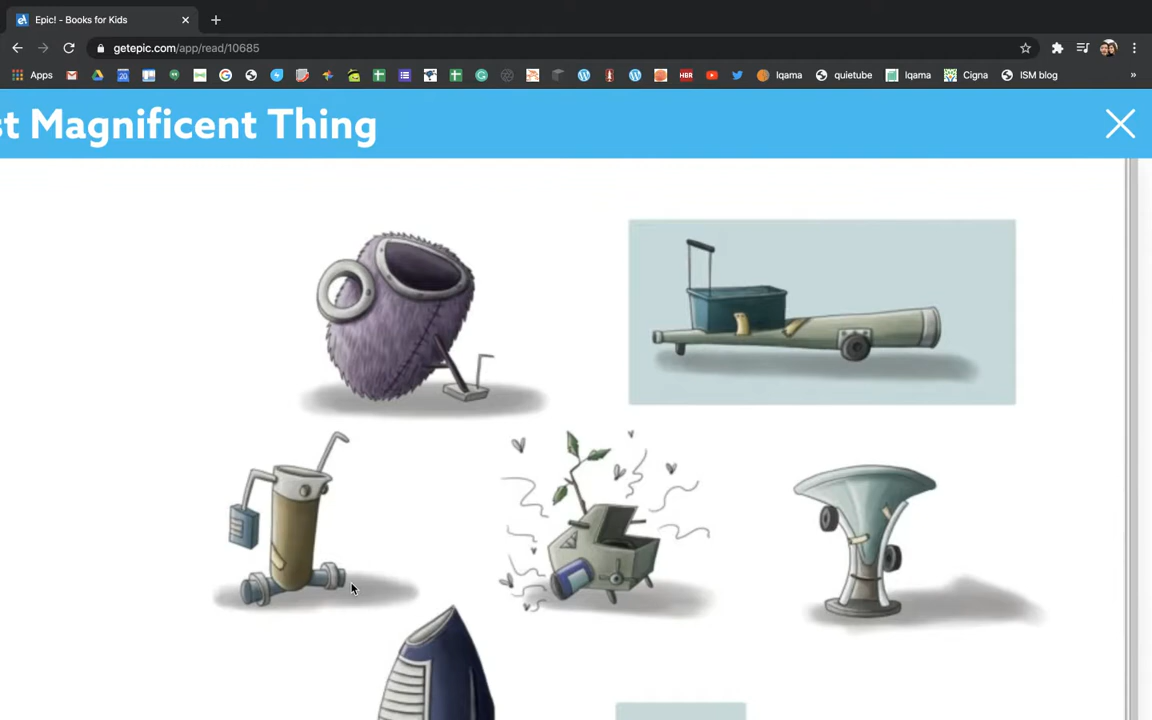 Epic! - Books for Kids
getepic.com/app/read/10685
Apps
Iqama
quietube
Iqama
Cigna
ISM blog
»
st Magnificent Thing